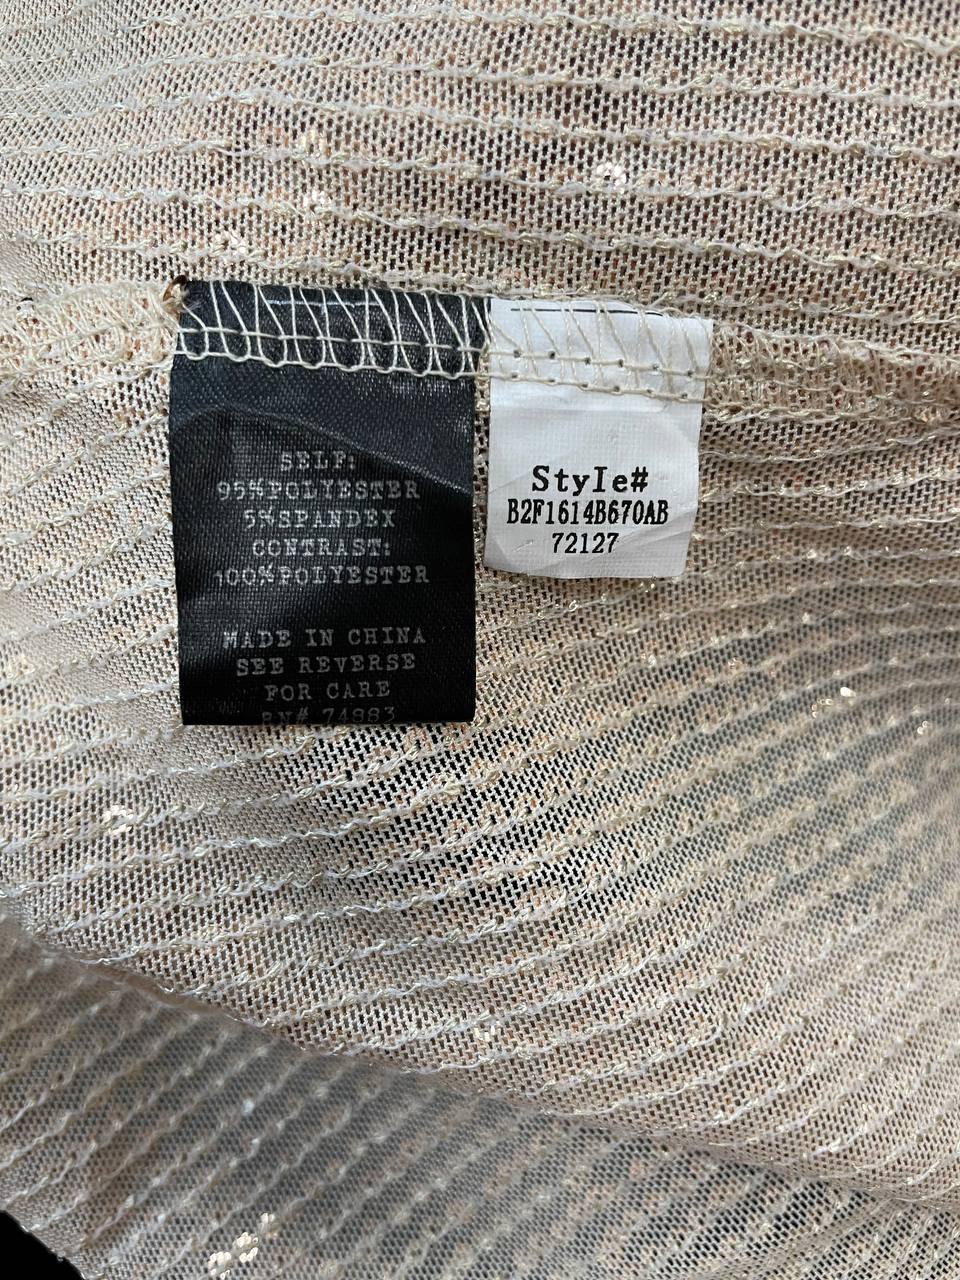 SELF:
95%POLYESTER
5%SPANDEX
CONTRAST:
100%POLYESTER
MADE IN CHINA
SEE REVERSE
FOR CARE
RN# 74883
Style#
B2F1614B670AB
72127